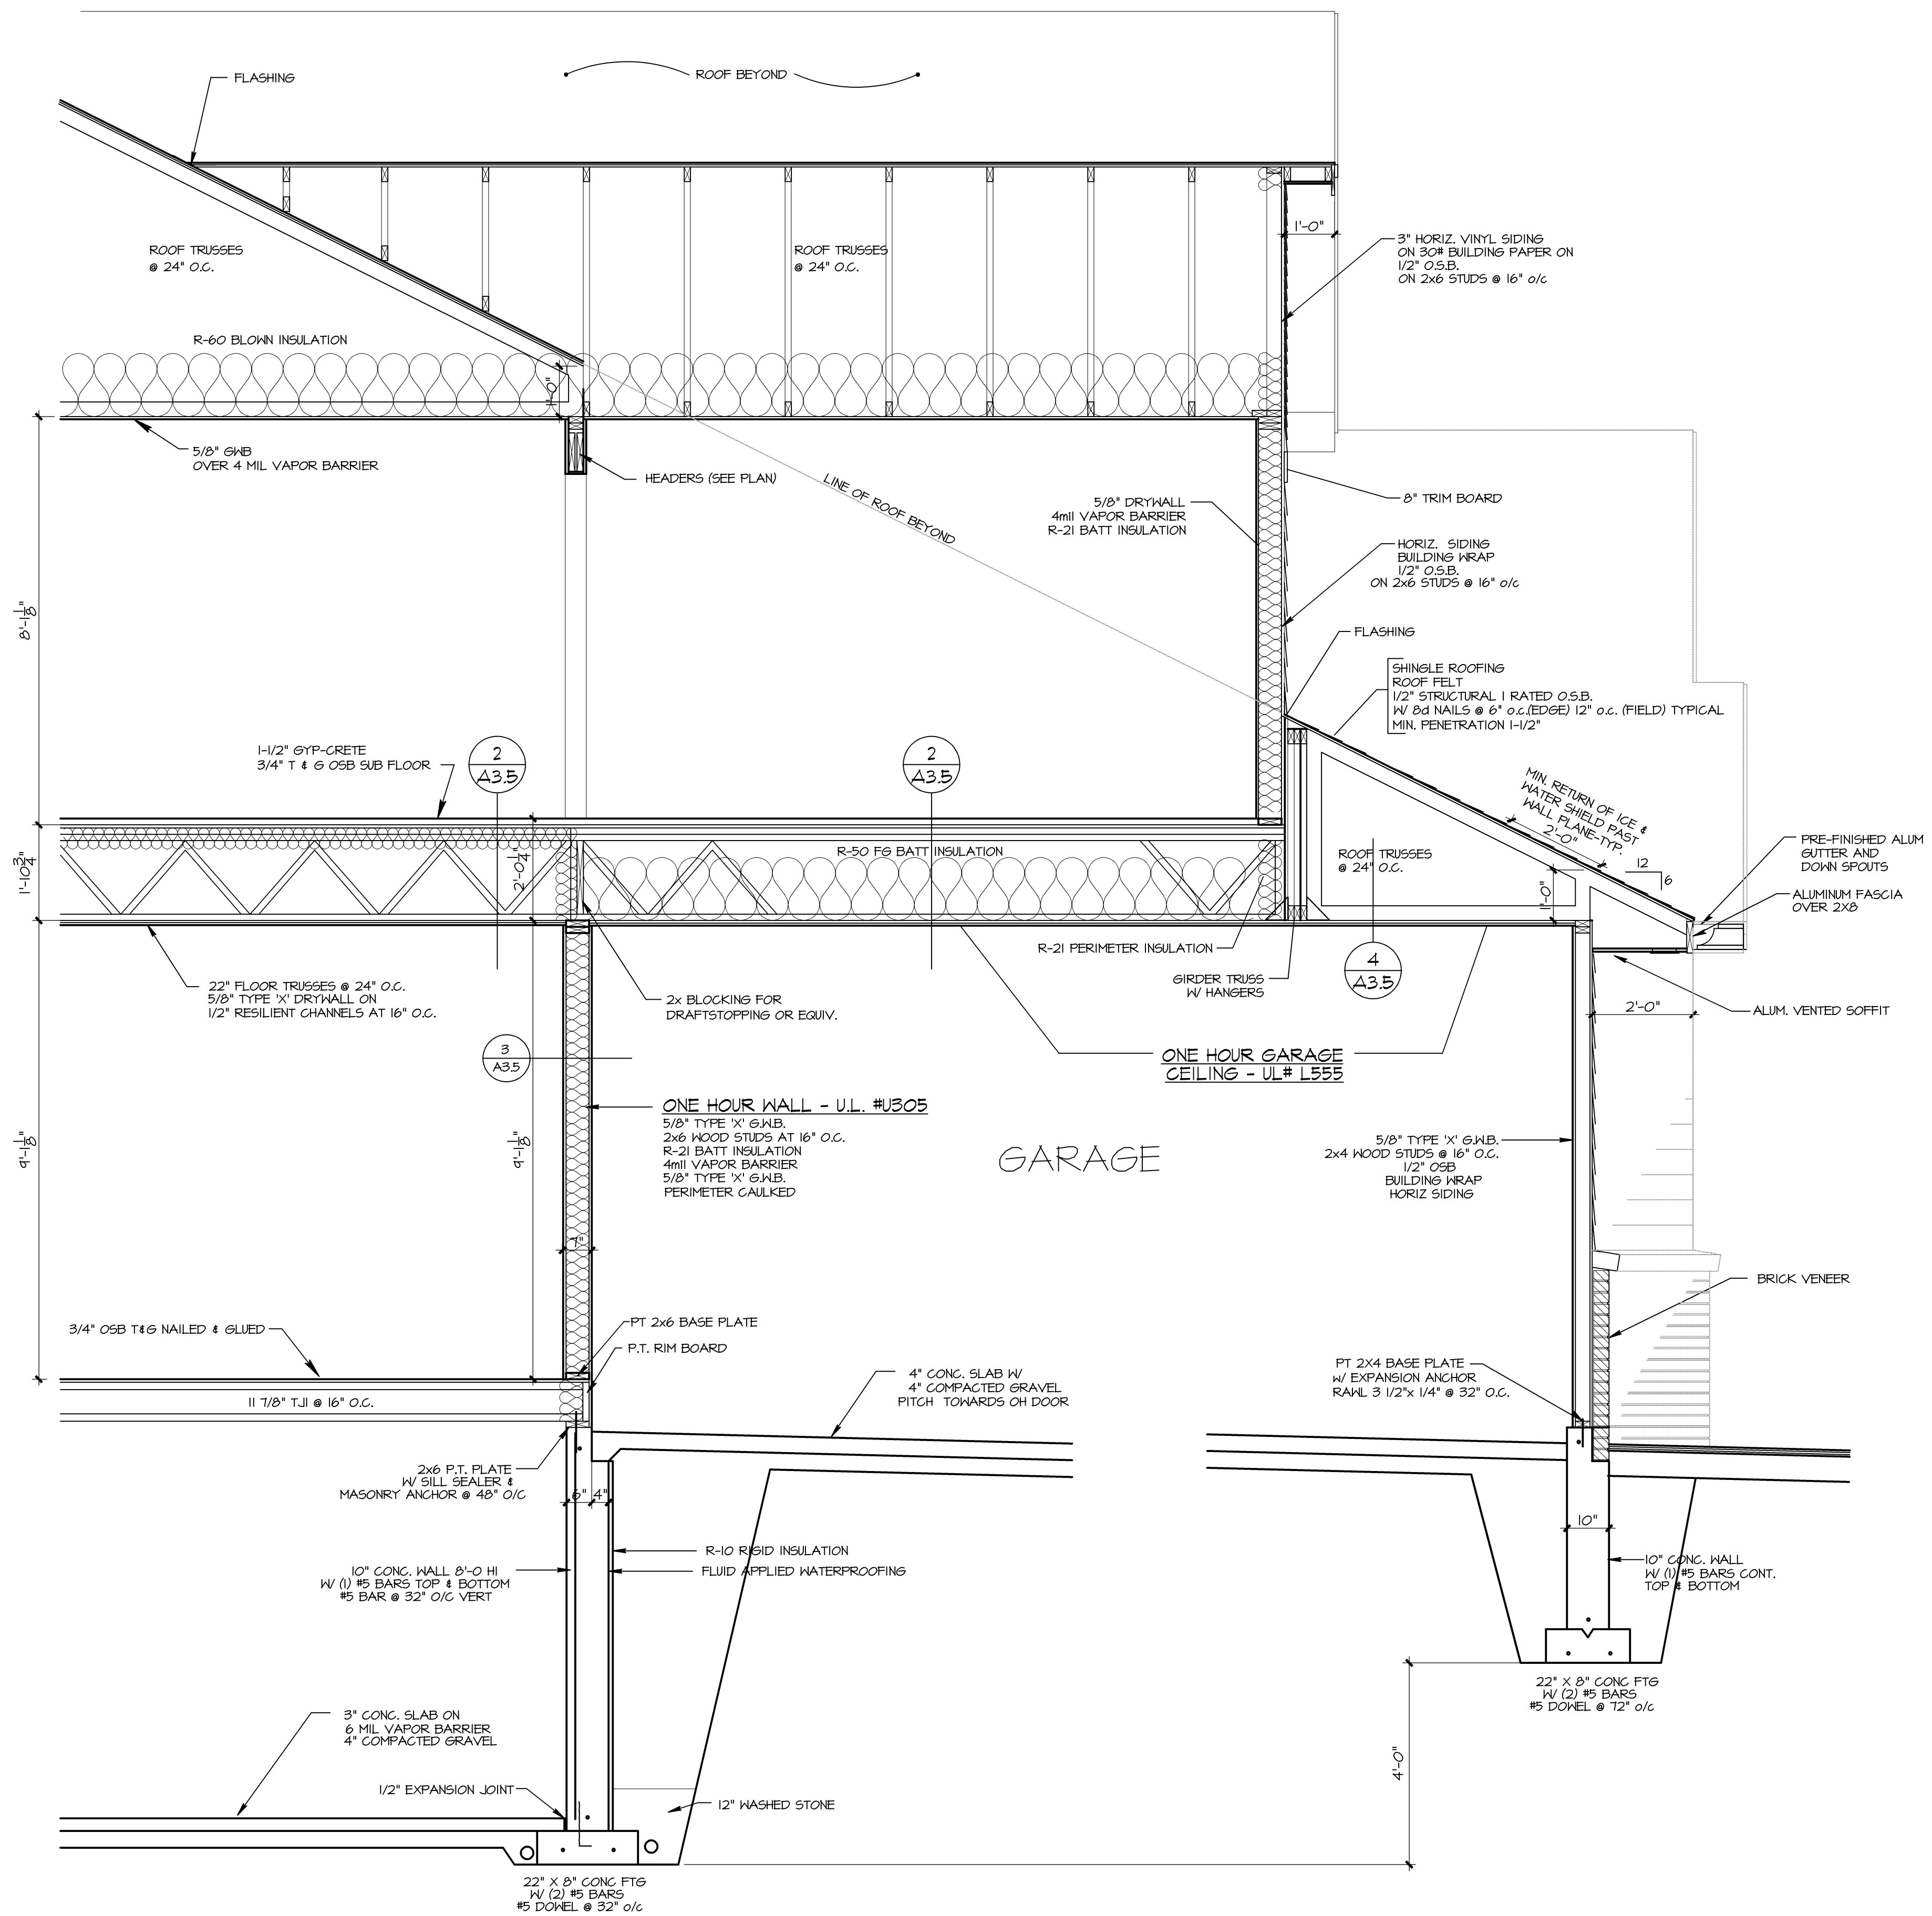 FLASHING
ROOF BEYOND
ROOF TRUSSES
@ 24" O.C.
ROOF TRUSSES
@ 24" O.C.
1'-0"
3" HORIZ. VINYL SIDING
ON 30# BUILDING PAPER ON
1/2" O.S.B.
ON 2x6 STUDS @ 16" o/c
R-60 BLOWN INSULATION
1'-0"
5/8" GWB
OVER 4 MIL VAPOR BARRIER
HEADERS (SEE PLAN)
LINE OF ROOF BEYOND
5/8" DRYWALL
4mil VAPOR BARRIER
R-21 BATT INSULATION
8" TRIM BOARD
HORIZ. SIDING
BUILDING WRAP
1/2" O.S.B.
ON 2x6 STUDS @ 16" o/c
8'-1 1/8"
FLASHING
SHINGLE ROOFING
ROOF FELT
1/2" STRUCTURAL 1 RATED O.S.B.
W/ 8d NAILS @ 6" o.c.(EDGE) 12" o.c. (FIELD) TYPICAL
MIN. PENETRATION 1-1/2"
1-1/2" GYP-CRETE
3/4" T & G OSB SUB FLOOR
2
A3.5
2
A3.5
MIN. RETURN OF ICE &
WATER SHIELD PAST
WALL PLANE-TYP.
2'-0"
12
6
1'-10 3/4"
2'-0 1/4"
R-50 FG BATT INSULATION
ROOF TRUSSES
@ 24" O.C.
1'-0"
PRE-FINISHED ALUM
GUTTER AND
DOWN SPOUTS
ALUMINUM FASCIA
OVER 2X8
R-21 PERIMETER INSULATION
GIRDER TRUSS
W/ HANGERS
4
A3.5
22" FLOOR TRUSSES @ 24" O.C.
5/8" TYPE 'X' DRYWALL ON
1/2" RESILIENT CHANNELS AT 16" O.C.
2x BLOCKING FOR
DRAFTSTOPPING OR EQUIV.
2'-0"
ALUM. VENTED SOFFIT
3
A3.5
ONE HOUR GARAGE
CEILING - UL# L555
ONE HOUR WALL - U.L. #U305
5/8" TYPE 'X' G.W.B.
2x6 WOOD STUDS AT 16" O.C.
R-21 BATT INSULATION
4mil VAPOR BARRIER
5/8" TYPE 'X' G.W.B.
PERIMETER CAULKED
9'-1 1/8"
9'-1 1/8"
GARAGE
5/8" TYPE 'X' G.W.B.
2x4 WOOD STUDS @ 16" O.C.
1/2" OSB
BUILDING WRAP
HORIZ SIDING
7"
BRICK VENEER
3/4" OSB T&G NAILED & GLUED
PT 2x6 BASE PLATE
P.T. RIM BOARD
11 7/8" TJI @ 16" O.C.
4" CONC. SLAB W/
4" COMPACTED GRAVEL
PITCH TOWARDS OH DOOR
PT 2X4 BASE PLATE
W/ EXPANSION ANCHOR
RAWL 3 1/2"x 1/4" @ 32" O.C.
2x6 P.T. PLATE
W/ SILL SEALER &
MASONRY ANCHOR @ 48" O/C
6"
4"
10"
R-10 RIGID INSULATION
FLUID APPLIED WATERPROOFING
10" CONC. WALL 8'-0 HI
W/ (1) #5 BARS TOP & BOTTOM
#5 BAR @ 32" O/C VERT
10" CONC. WALL
W/ (1) #5 BARS CONT.
TOP & BOTTOM
22" X 8" CONC FTG
W/ (2) #5 BARS
#5 DOWEL @ 72" o/c
3" CONC. SLAB ON
6 MIL VAPOR BARRIER
4" COMPACTED GRAVEL
4'-0"
1/2" EXPANSION JOINT
12" WASHED STONE
22" X 8" CONC FTG
W/ (2) #5 BARS
#5 DOWEL @ 32" o/c